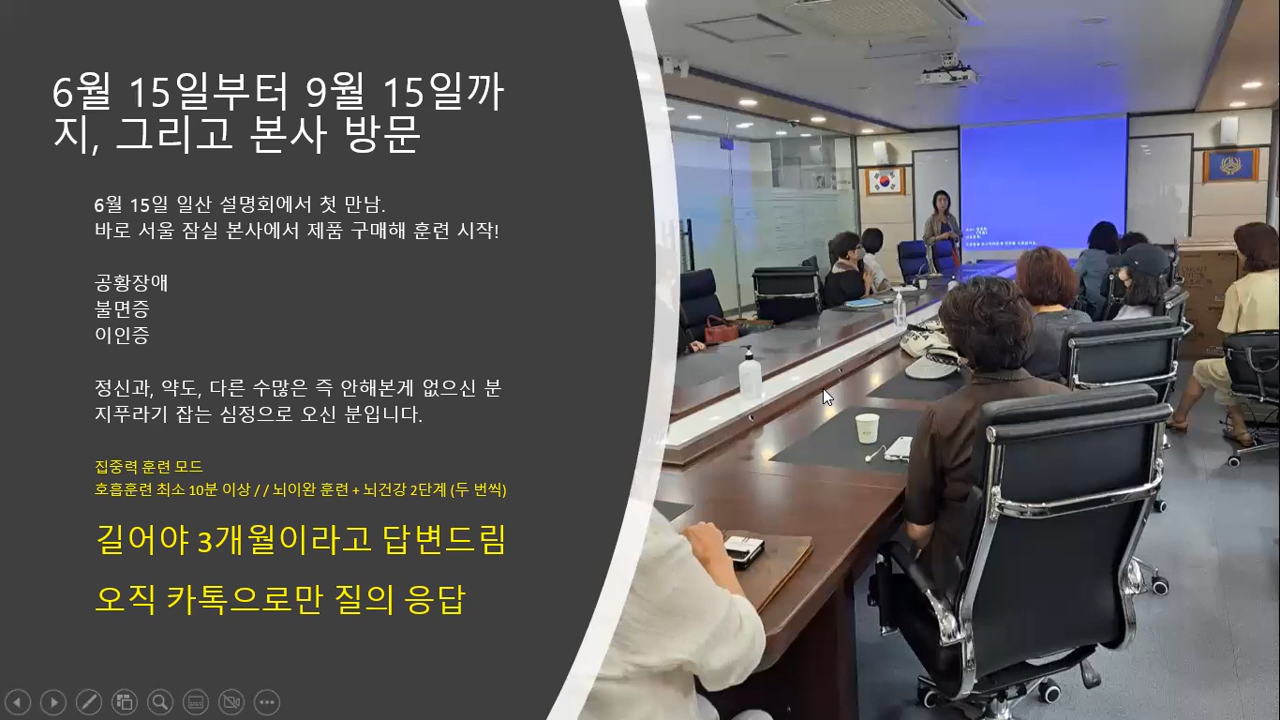 6월 15일부터 9월 15일까
지, 그리고 본사 방문
6월 15일 일산 설명회에서 첫 만남.
바로 서울 잠실 본사에서 제품 구매해 훈련 시작!
공황장애
불면증
이인증
정신과, 약도, 다른 수많은 즉 안해본게 없으신 분
지푸라기 잡는 심정으로 오신 분입니다.
집중력 훈련 모드
호흡훈련 최소 10분 이상 / / 뇌이완 훈련 + 뇌건강 2단계 (두 번씩)
길어야 3개월이라고 답변드림
오직 카톡으로만 질의 응답